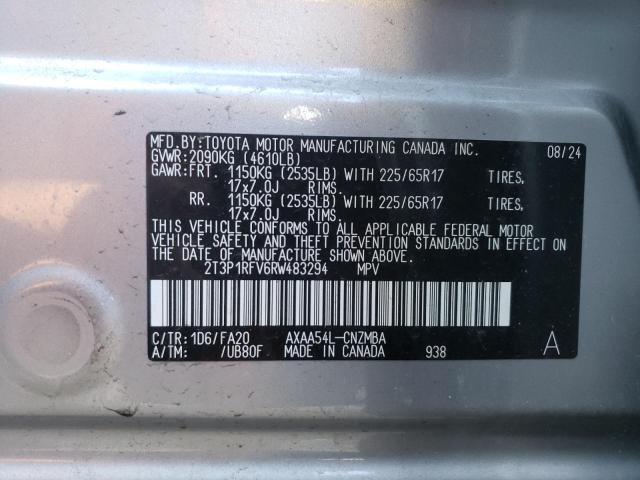 MFD.BY:TOYOTA MOTOR MANUFACTURING CANADA INC. 08/24
GVWR:2090KG (4610LB)
GAWR:FRT. 1150KG (2535LB) WITH 225/65R17 TIRES,
17x7.0J RIMS.
RR. 1150KG (2535LB) WITH 225/65R17 TIRES,
17x7.0J RIMS.
THIS VEHICLE CONFORMS TO ALL APPLICABLE FEDERAL MOTOR
VEHICLE SAFETY AND THEFT PREVENTION STANDARDS IN EFFECT ON
THE DATE OF MANUFACTURE SHOWN ABOVE.
2T3P1RFV6RW483294 MPV
C/TR:1D6/FA20 AXAA54L-CNZMBA
A/TM: /UB80F MADE IN CANADA 938 A